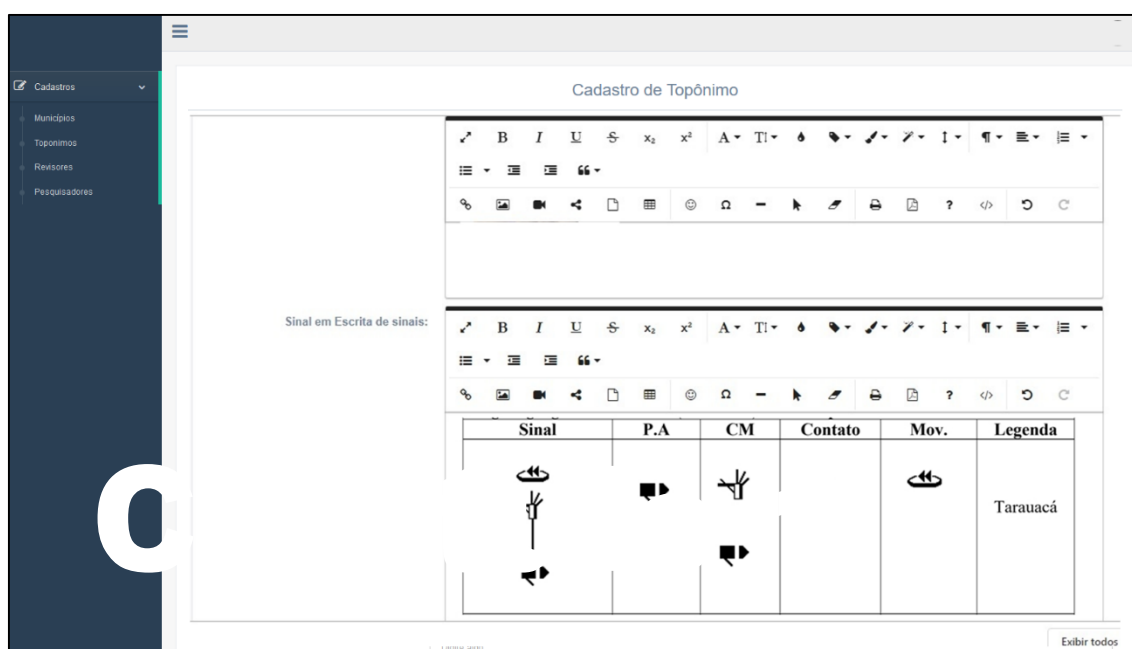 Cadastro de Topônimo
Cadastros
Municípios
Toponimos
Revisores
Pesquisadores
Sinal em Escrita de sinais:
Sinal P.A CM Contato Mov. Legenda
Tarauacá
C
Exibir todos